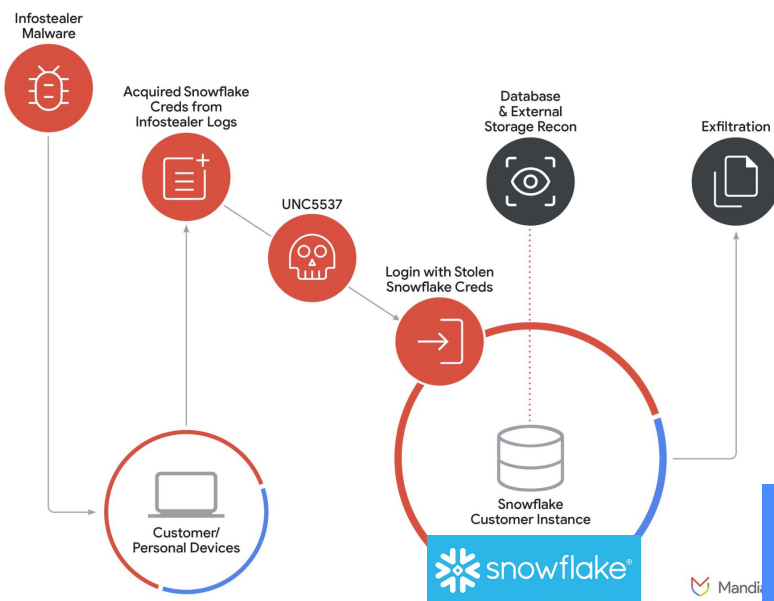 Infostealer
Malware
Acquired Snowflake
Creds from
Infostealer Logs
UNC5537
Login with Stolen
Snowflake Creds
Database
& External
Storage Recon
Exfiltration
Customer/
Personal Devices
Snowflake
Customer Instance
snowflake®